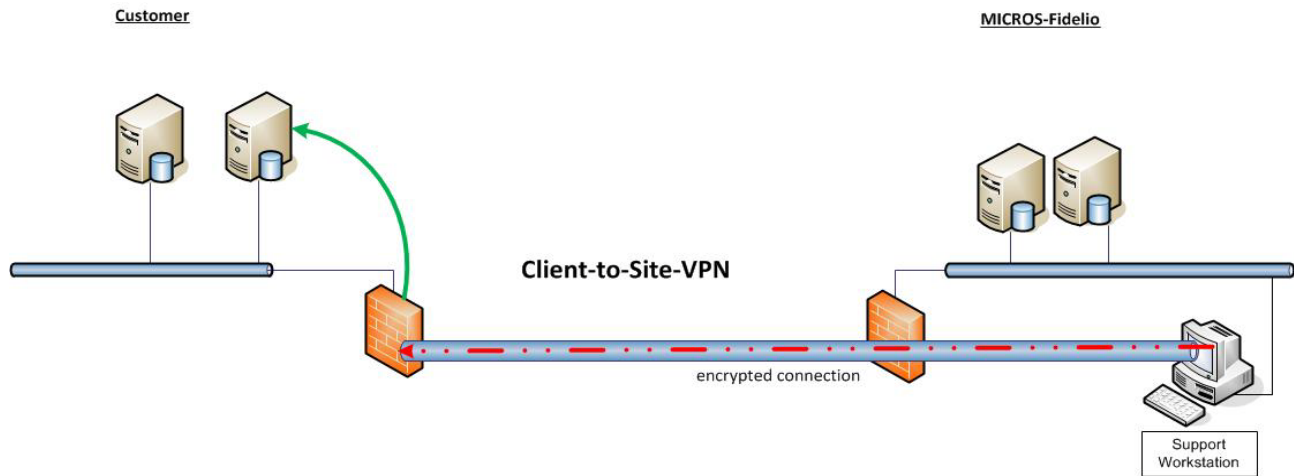 Customer
MICROS-Fidelio
Client-to-Site-VPN
encrypted connection
Support
Workstation